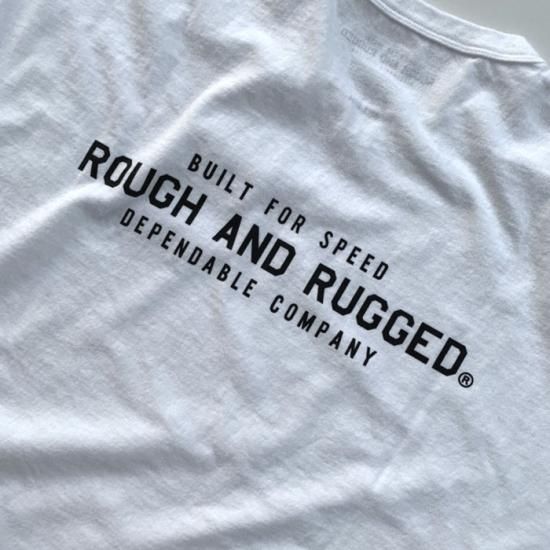 BUILT FOR SPEED
ROUGH AND RUGGED®
DEPENDABLE COMPANY